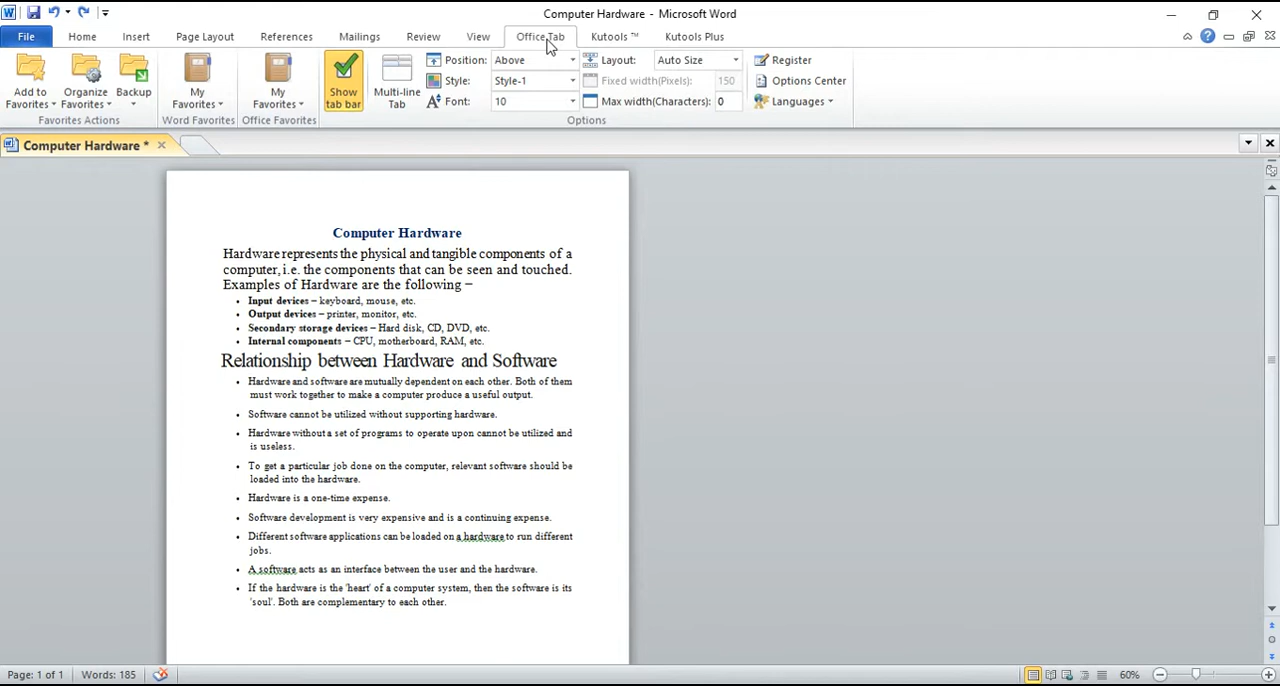 Computer Hardware - Microsoft Word
File Home Insert Page Layout References Mailings Review View Office Tab Kutools ™ Kutools Plus
Add to Favorites Organize Favorites Backup My Favorites My Favorites Show tab bar Multi-line Tab
Position: Above Layout: Auto Size Register
Style: Style-1 Fixed width(Pixels): 150 Options Center
Font: 10 Max width(Characters): 0 Languages
Favorites Actions Word Favorites Office Favorites Options
Computer Hardware *
Computer Hardware
Hardware represents the physical and tangible components of a
computer, i.e. the components that can be seen and touched.
Examples of Hardware are the following −
• Input devices − keyboard, mouse, etc.
• Output devices − printer, monitor, etc.
• Secondary storage devices − Hard disk, CD, DVD, etc.
• Internal components − CPU, motherboard, RAM, etc.
Relationship between Hardware and Software
• Hardware and software are mutually dependent on each other. Both of them
must work together to make a computer produce a useful output.
• Software cannot be utilized without supporting hardware.
• Hardware without a set of programs to operate upon cannot be utilized and
is useless.
• To get a particular job done on the computer, relevant software should be
loaded into the hardware.
• Hardware is a one-time expense.
• Software development is very expensive and is a continuing expense.
• Different software applications can be loaded on a hardware to run different
jobs.
• A software acts as an interface between the user and the hardware.
• If the hardware is the 'heart' of a computer system, then the software is its
'soul'. Both are complementary to each other.
Page: 1 of 1 Words: 185 60%